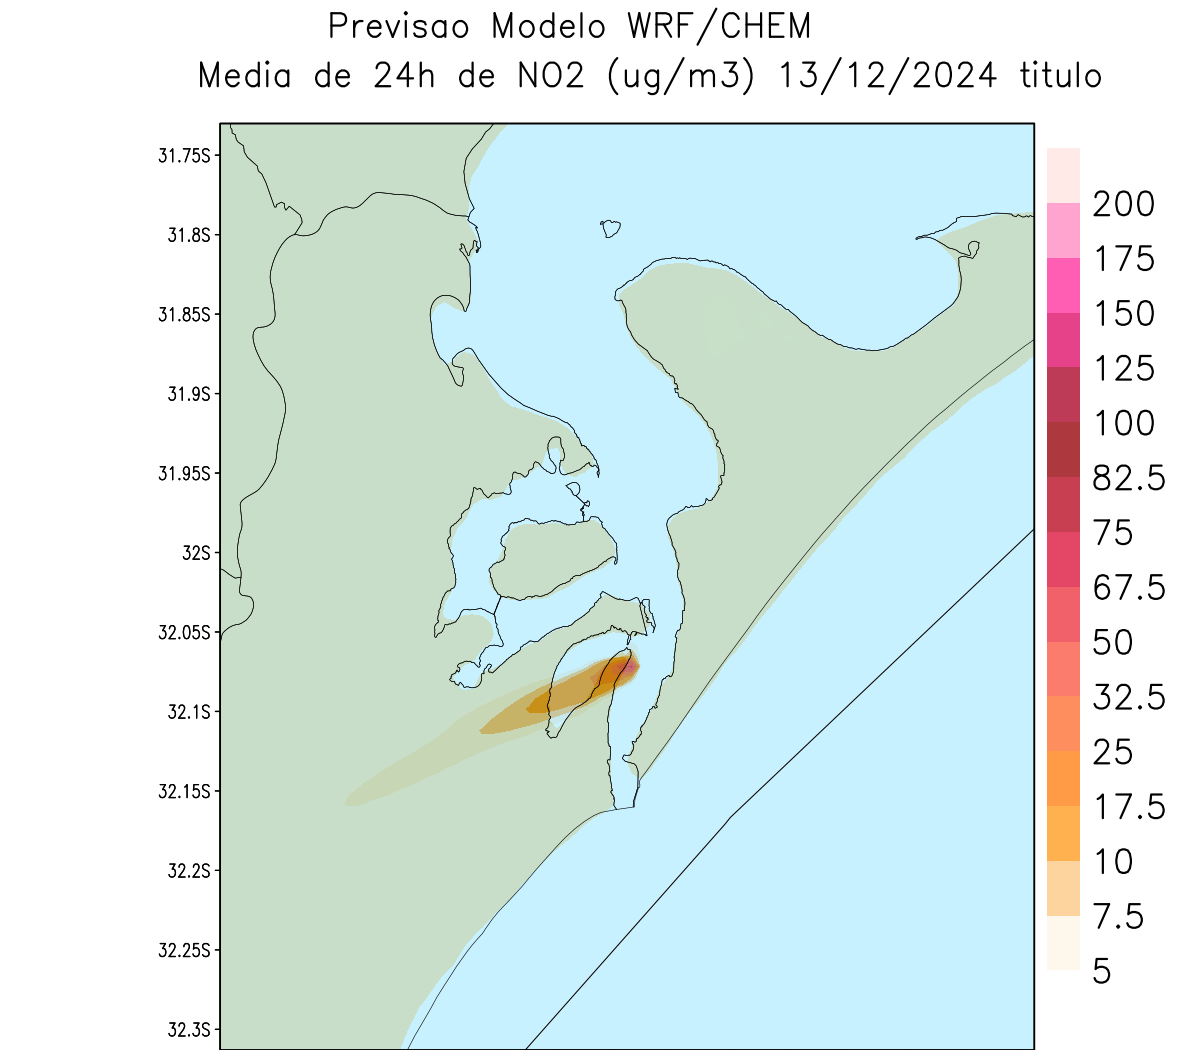 Previsao Modelo WRF/CHEM
Media de 24h de NO2 (ug/m3) 13/12/2024 titulo
31.75S
31.8S
31.85S
31.9S
31.95S
32S
32.05S
32.1S
32.15S
32.2S
32.25S
32.3S
200
175
150
125
100
82.5
75
67.5
50
32.5
25
17.5
10
7.5
5